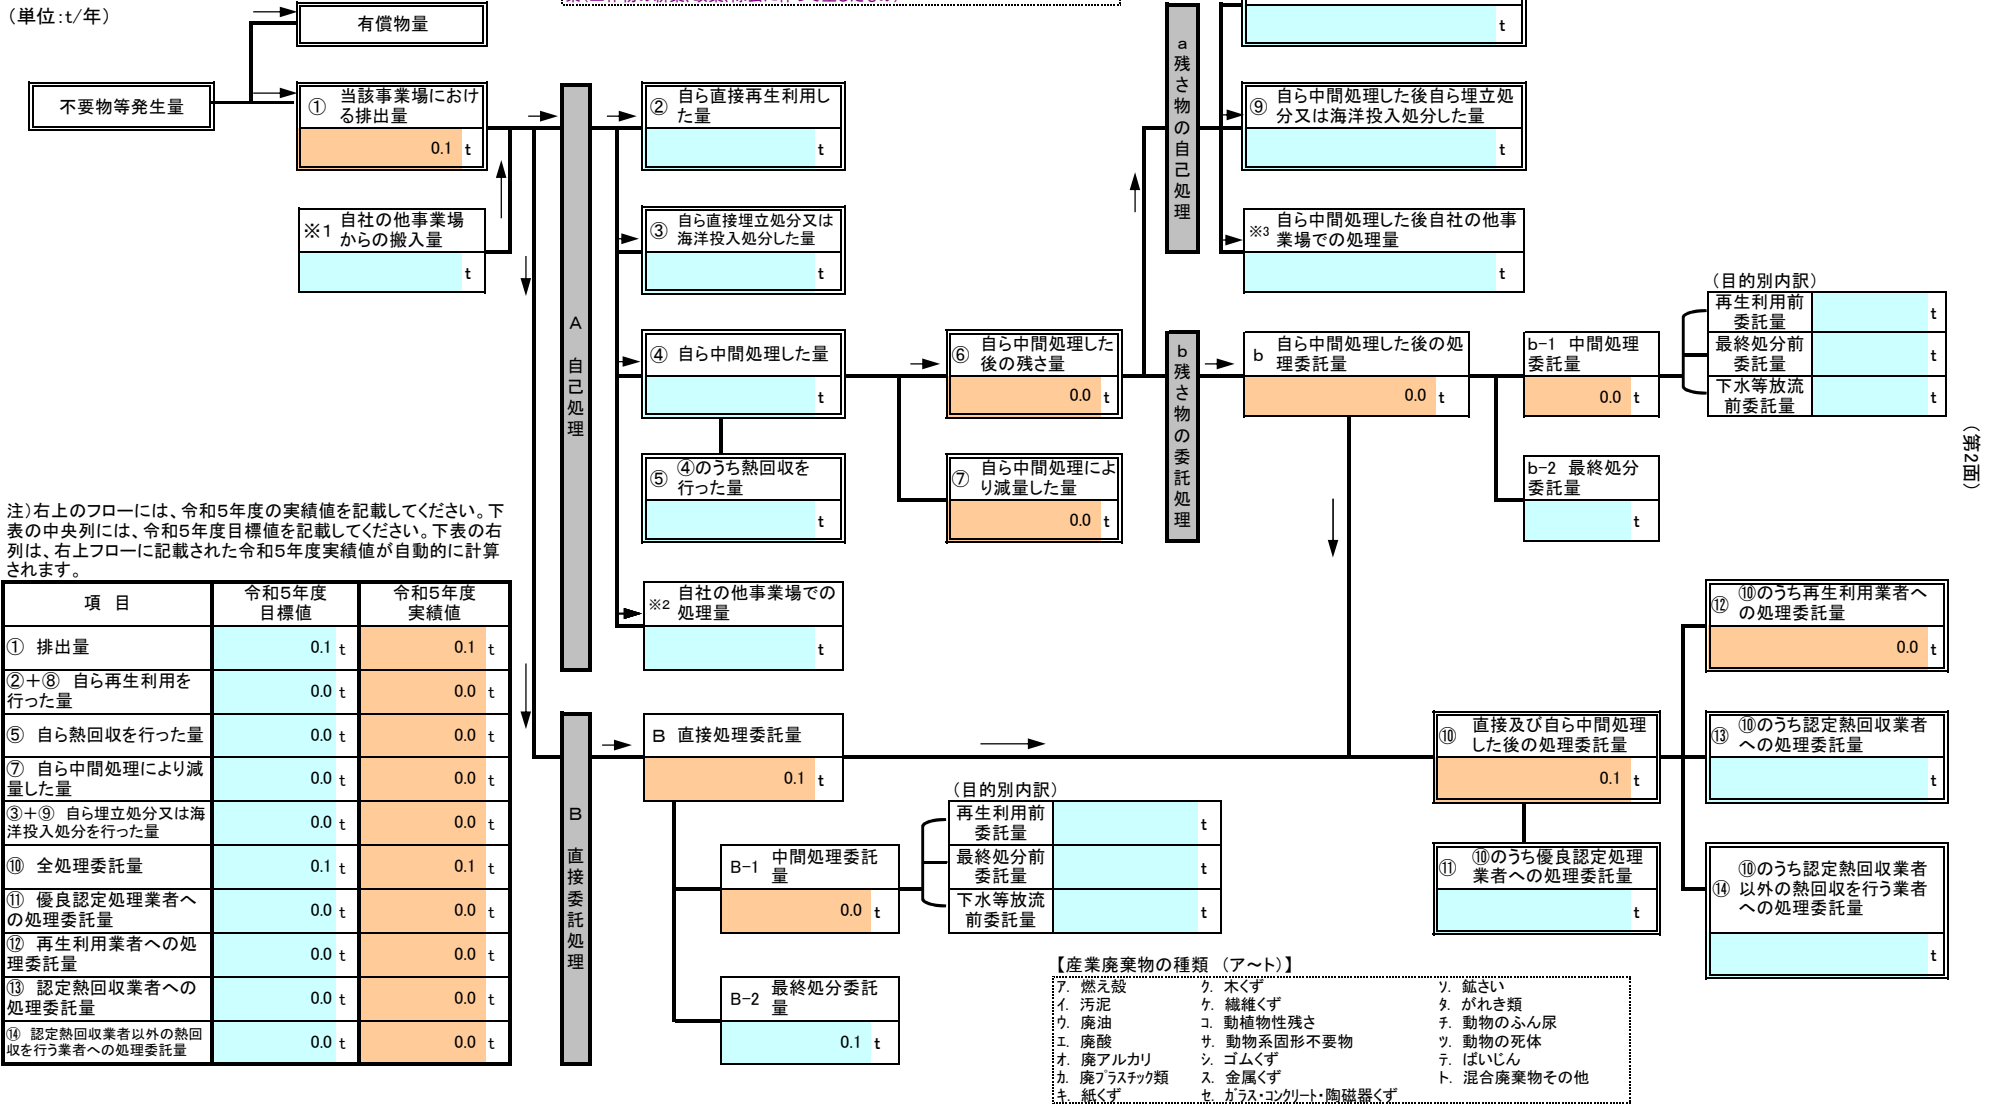 （単位:t/年）
有償物量
t
不要物等発生量
① 当該事業場におけ
る排出量
0.1 t
※1 自社の他事業場
からの搬入量
t
A 自己処理
② 自ら直接再生利用し
た量
t
③ 自ら直接埋立処分又は
海洋投入処分した量
t
④ 自ら中間処理した量
t
⑤ ④のうち熱回収を
行った量
t
※2 自社の他事業場での
処理量
t
⑥ 自ら中間処理した
後の残さ量
0.0 t
⑦ 自ら中間処理によ
り減量した量
0.0 t
a残さ物の自己処理
⑨ 自ら中間処理した後自ら埋立処
分又は海洋投入処分した量
t
※3 自ら中間処理した後自社の他事
業場での処理量
t
b残さ物の委託処理
b 自ら中間処理した後の処
理委託量
0.0 t
b-1 中間処理
委託量
0.0 t
b-2 最終処分
委託量
t
（目的別内訳）
再生利用前
委託量
t
最終処分前
委託量
t
下水等放流
前委託量
t
（第2面）
注）右上のフローには、令和5年度の実績値を記載してください。下
表の中央列には、令和5年度目標値を記載してください。下表の右
列は、右上フローに記載された令和5年度実績値が自動的に計算
されます。
項 目 令和5年度 目標値 令和5年度 実績値
① 排出量 0.1 t 0.1 t
②＋⑧ 自ら再生利用を
行った量 0.0 t 0.0 t
⑤ 自ら熱回収を行った量 0.0 t 0.0 t
⑦ 自ら中間処理により減
量した量 0.0 t 0.0 t
③＋⑨ 自ら埋立処分又は海
洋投入処分を行った量 0.0 t 0.0 t
⑩ 全処理委託量 0.1 t 0.1 t
⑪ 優良認定処理業者へ
の処理委託量 0.0 t 0.0 t
⑫ 再生利用業者への処
理委託量 0.0 t 0.0 t
⑬ 認定熱回収業者への
処理委託量 0.0 t 0.0 t
⑭ 認定熱回収業者以外の熱回
収を行う業者への処理委託量 0.0 t 0.0 t
B 直接委託処理
B 直接処理委託量
0.1 t
B-1 中間処理委託
量
0.0 t
B-2 最終処分委託
量
0.1 t
（目的別内訳）
再生利用前
委託量
t
最終処分前
委託量
t
下水等放流
前委託量
t
⑩ 直接及び自ら中間処理
した後の処理委託量
0.1 t
⑪ ⑩のうち優良認定処理
業者への処理委託量
t
⑫ ⑩のうち再生利用業者へ
の処理委託量
0.0 t
⑬ ⑩のうち認定熱回収業者
への処理委託量
t
⑭ ⑩のうち認定熱回収業者
以外の熱回収を行う業者
への処理委託量
t
【産業廃棄物の種類 （ア～ト）】
ア. 燃え殻 ク. 木くず ソ. 鉱さい
イ. 汚泥 ケ. 繊維くず タ. がれき類
ウ. 廃油 コ. 動植物性残さ チ. 動物のふん尿
エ. 廃酸 サ. 動物系固形不要物 ツ. 動物の死体
オ. 廃アルカリ シ. ゴムくず テ. ばいじん
カ. 廃プラスチック類 ス. 金属くず ト. 混合廃棄物その他
キ. 紙くず セ. ガラス・コンクリート・陶磁器くず